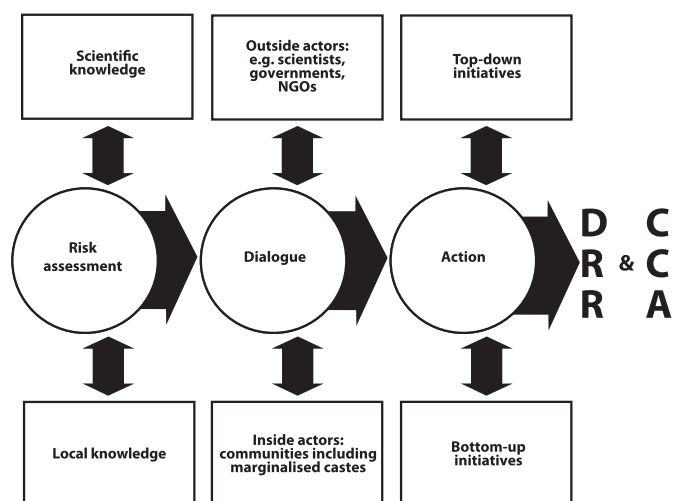 Scientific
knowledge
Outside actors:
e.g. scientists,
governments,
NGOs
Top-down
initiatives
Risk
assessment
Dialogue
Action
D C
R & C
R A
Local knowledge
Inside actors:
communities including
marginalised castes
Bottom-up
initiatives